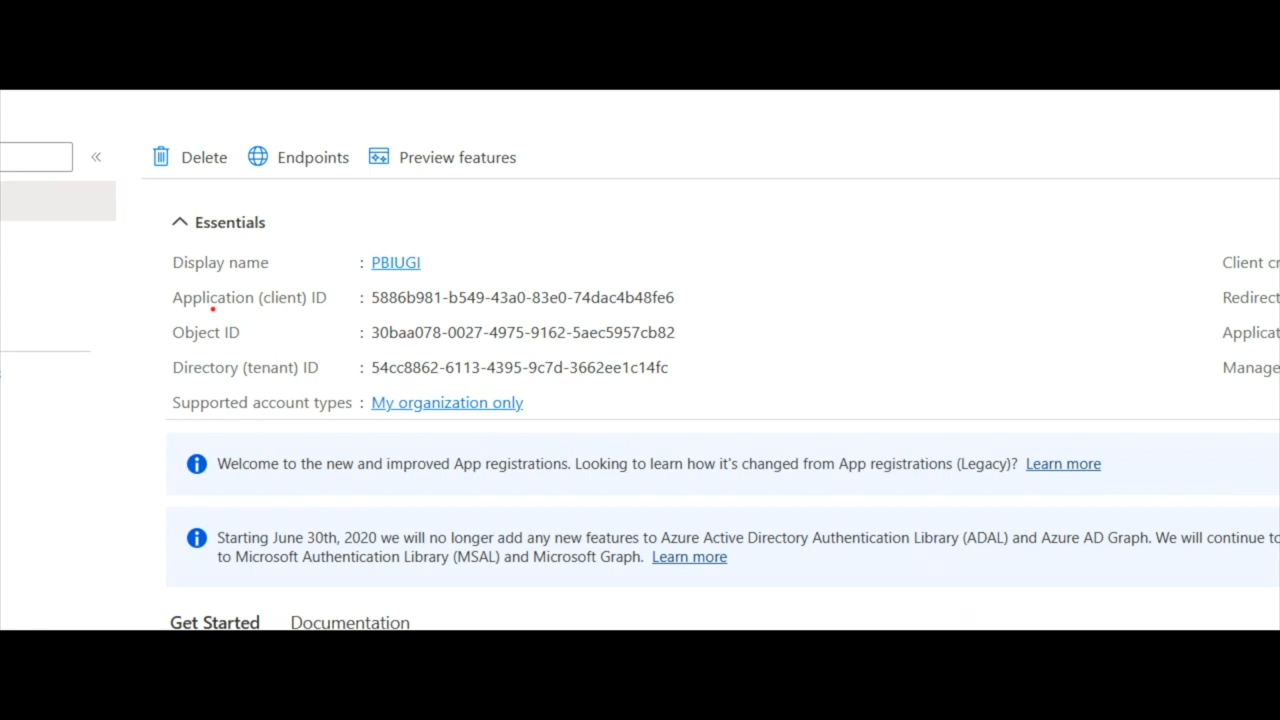 « Delete Endpoints Preview features
Essentials
Display name : PBIUGI Client cr
Application (client) ID : 5886b981-b549-43a0-83e0-74dac4b48fe6 Redirect
Object ID : 30baa078-0027-4975-9162-5aec5957cb82 Applicat
Directory (tenant) ID : 54cc8862-6113-4395-9c7d-3662ee1c14fc Manage
Supported account types : My organization only
Welcome to the new and improved App registrations. Looking to learn how it's changed from App registrations (Legacy)? Learn more
Starting June 30th, 2020 we will no longer add any new features to Azure Active Directory Authentication Library (ADAL) and Azure AD Graph. We will continue to
to Microsoft Authentication Library (MSAL) and Microsoft Graph. Learn more
Get Started Documentation